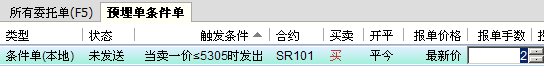 所有委托单(F5) 预埋单条件单
类型 状态 触发条件 合约 买卖 开平 报单价格 报单手数 投
条件单(本地) 未发送 当卖一价≤5305时发出 SR101 买 平今 最新价 2